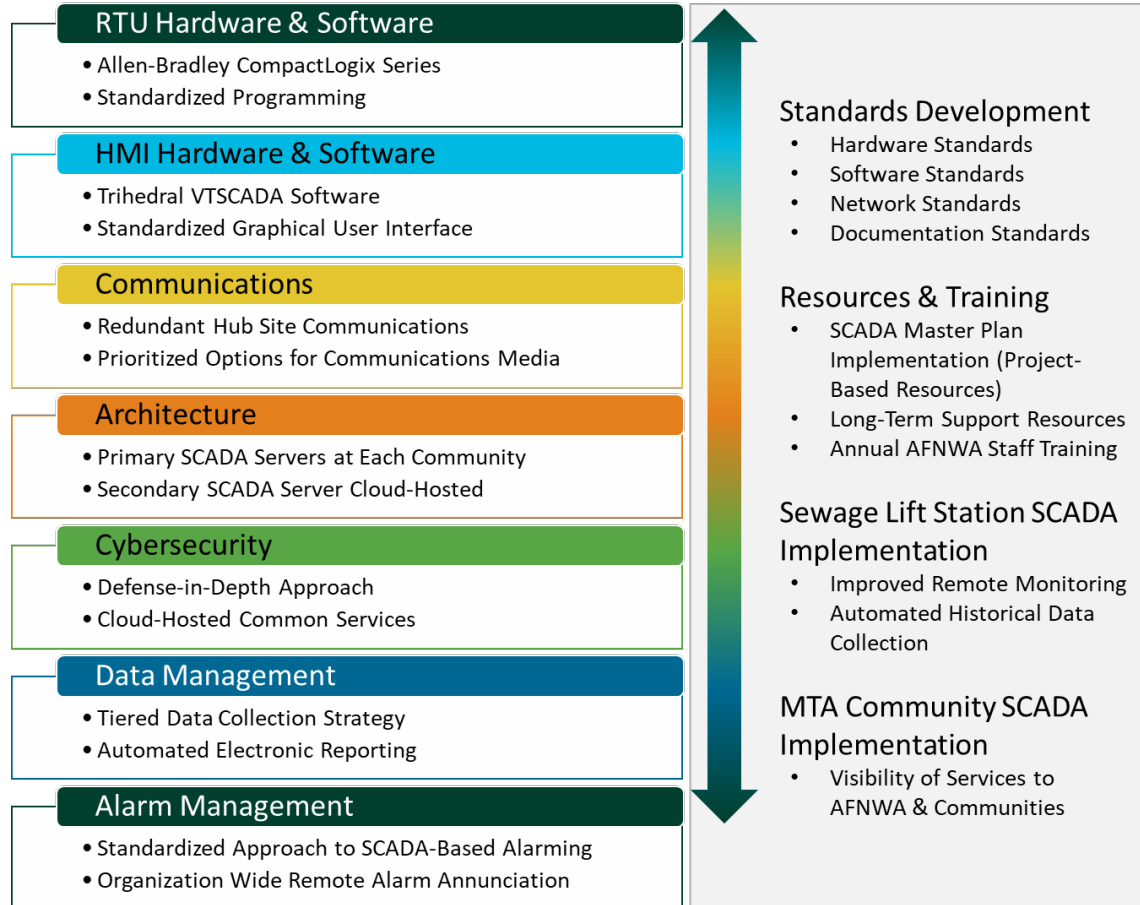 RTU Hardware & Software
• Allen-Bradley CompactLogix Series
• Standardized Programming
HMI Hardware & Software
• Trihedral VTSCADA Software
• Standardized Graphical User Interface
Communications
• Redundant Hub Site Communications
• Prioritized Options for Communications Media
Architecture
• Primary SCADA Servers at Each Community
• Secondary SCADA Server Cloud-Hosted
Cybersecurity
• Defense-in-Depth Approach
• Cloud-Hosted Common Services
Data Management
• Tiered Data Collection Strategy
• Automated Electronic Reporting
Alarm Management
• Standardized Approach to SCADA-Based Alarming
• Organization Wide Remote Alarm Annunciation
Standards Development
• Hardware Standards
• Software Standards
• Network Standards
• Documentation Standards
Resources & Training
• SCADA Master Plan
Implementation (Project-
Based Resources)
• Long-Term Support Resources
• Annual AFNWA Staff Training
Sewage Lift Station SCADA
Implementation
• Improved Remote Monitoring
• Automated Historical Data
Collection
MTA Community SCADA
Implementation
• Visibility of Services to
AFNWA & Communities